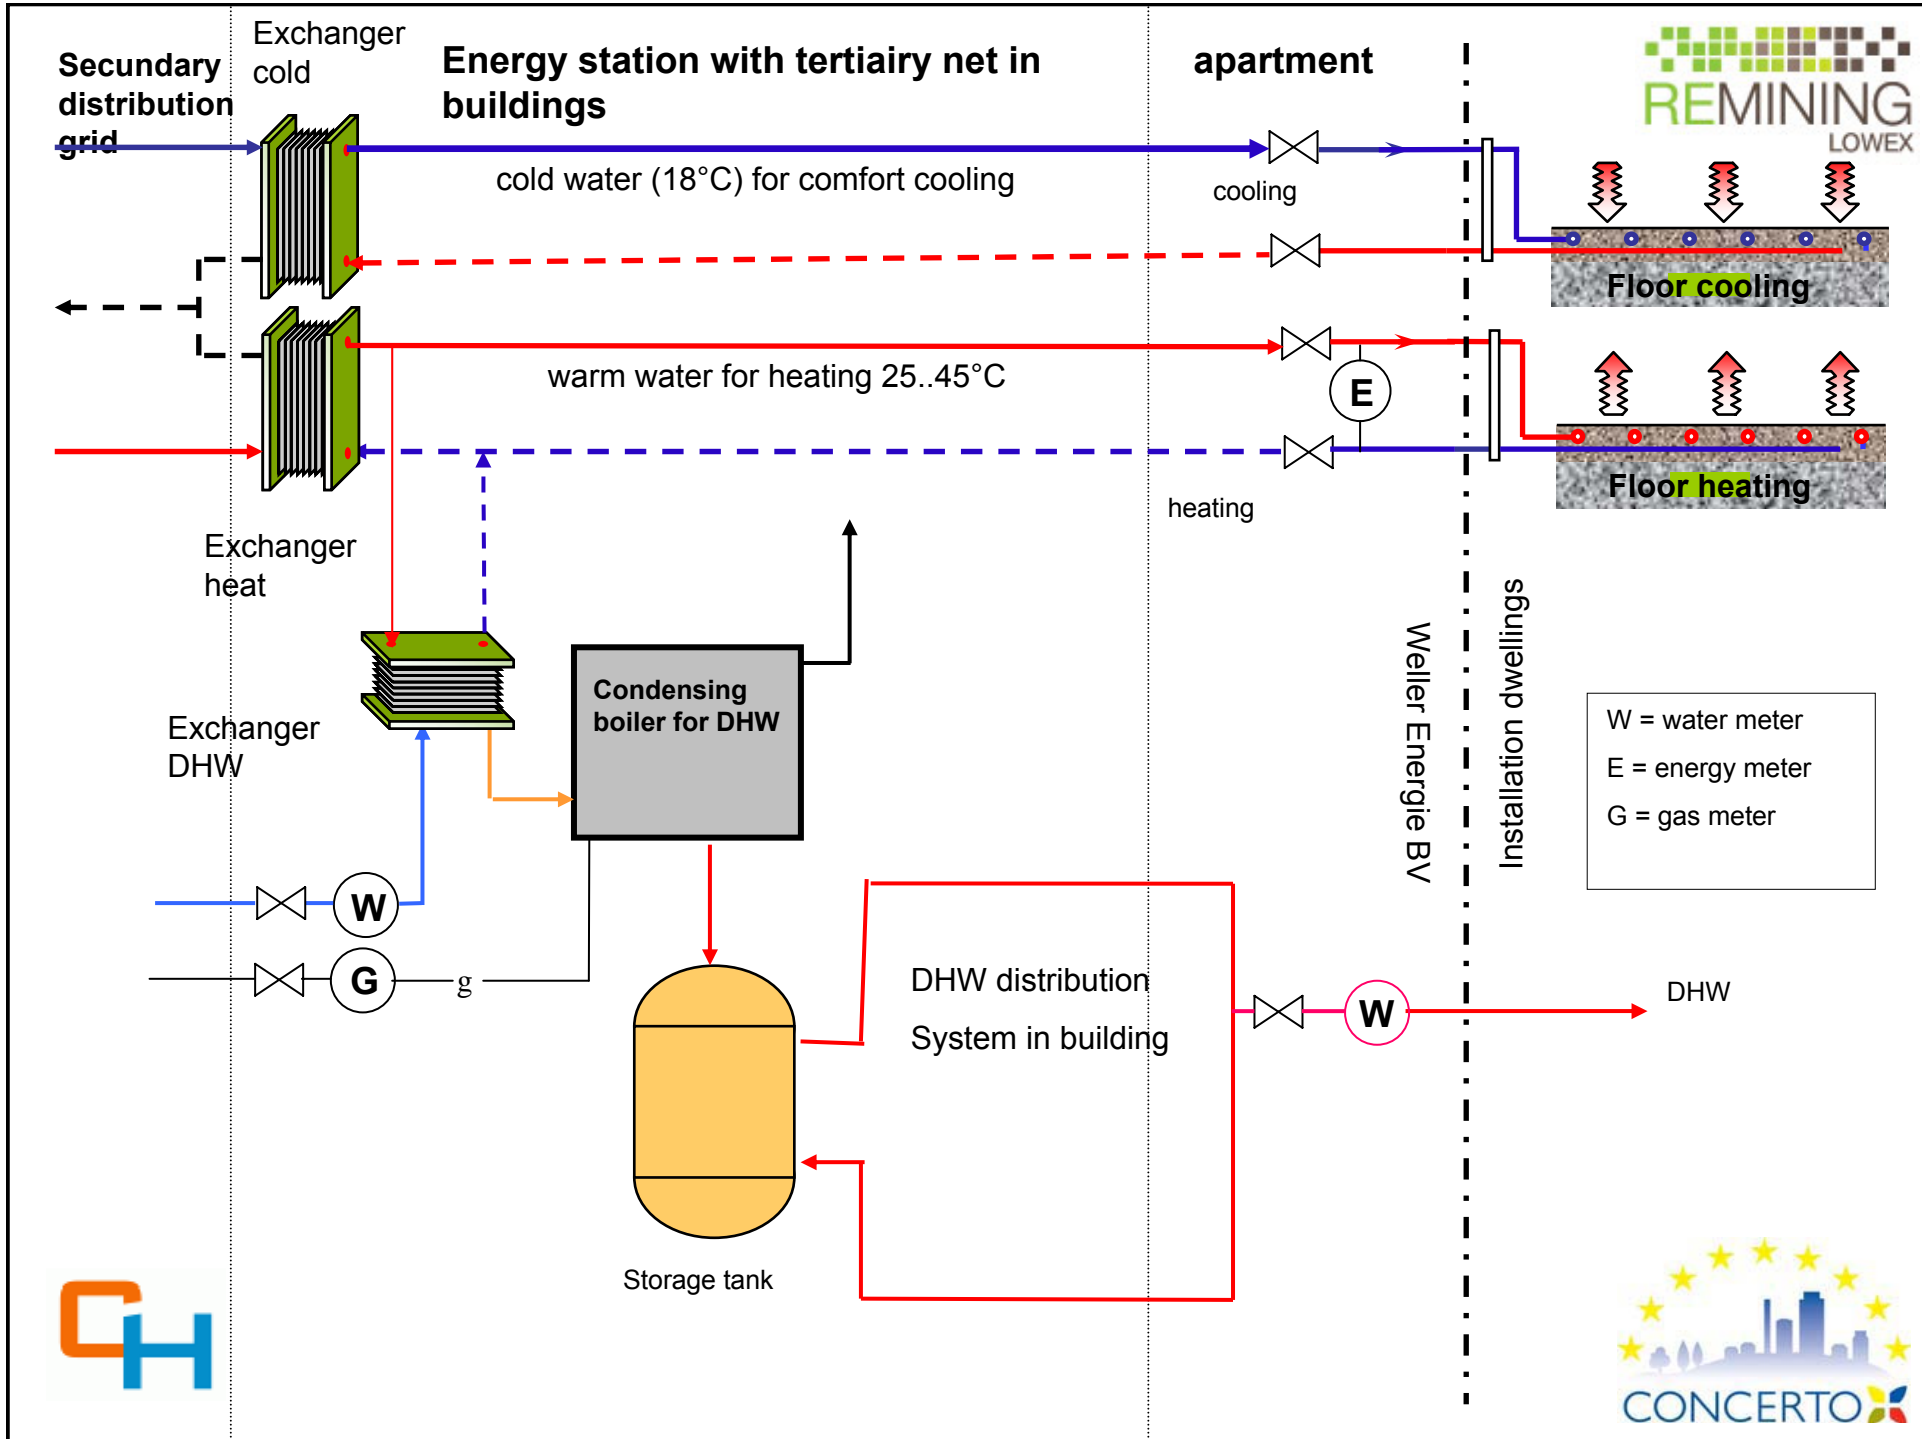 Exchanger
cold
Secundary
distribution
grid
Energy station with tertiairy net in
buildings
apartment
REMINING
LOWEX
cold water (18°C) for comfort cooling
cooling
Floor cooling
warm water for heating 25..45°C
E
heating
Floor heating
Exchanger
heat
Exchanger
DHW
Condensing
boiler for DHW
Weller Energie BV
Installation dwellings
W = water meter
E = energy meter
G = gas meter
W
G
g
DHW distribution
System in building
W
DHW
Storage tank
CH
CONCERTO